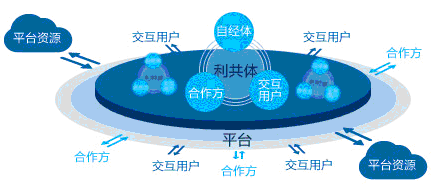 自经体
平台资源
交互用户
交互用户
合作方
利共体
合作方
交互
用户
平台
合作方
交互用户
合作方
交互用户
平台资源